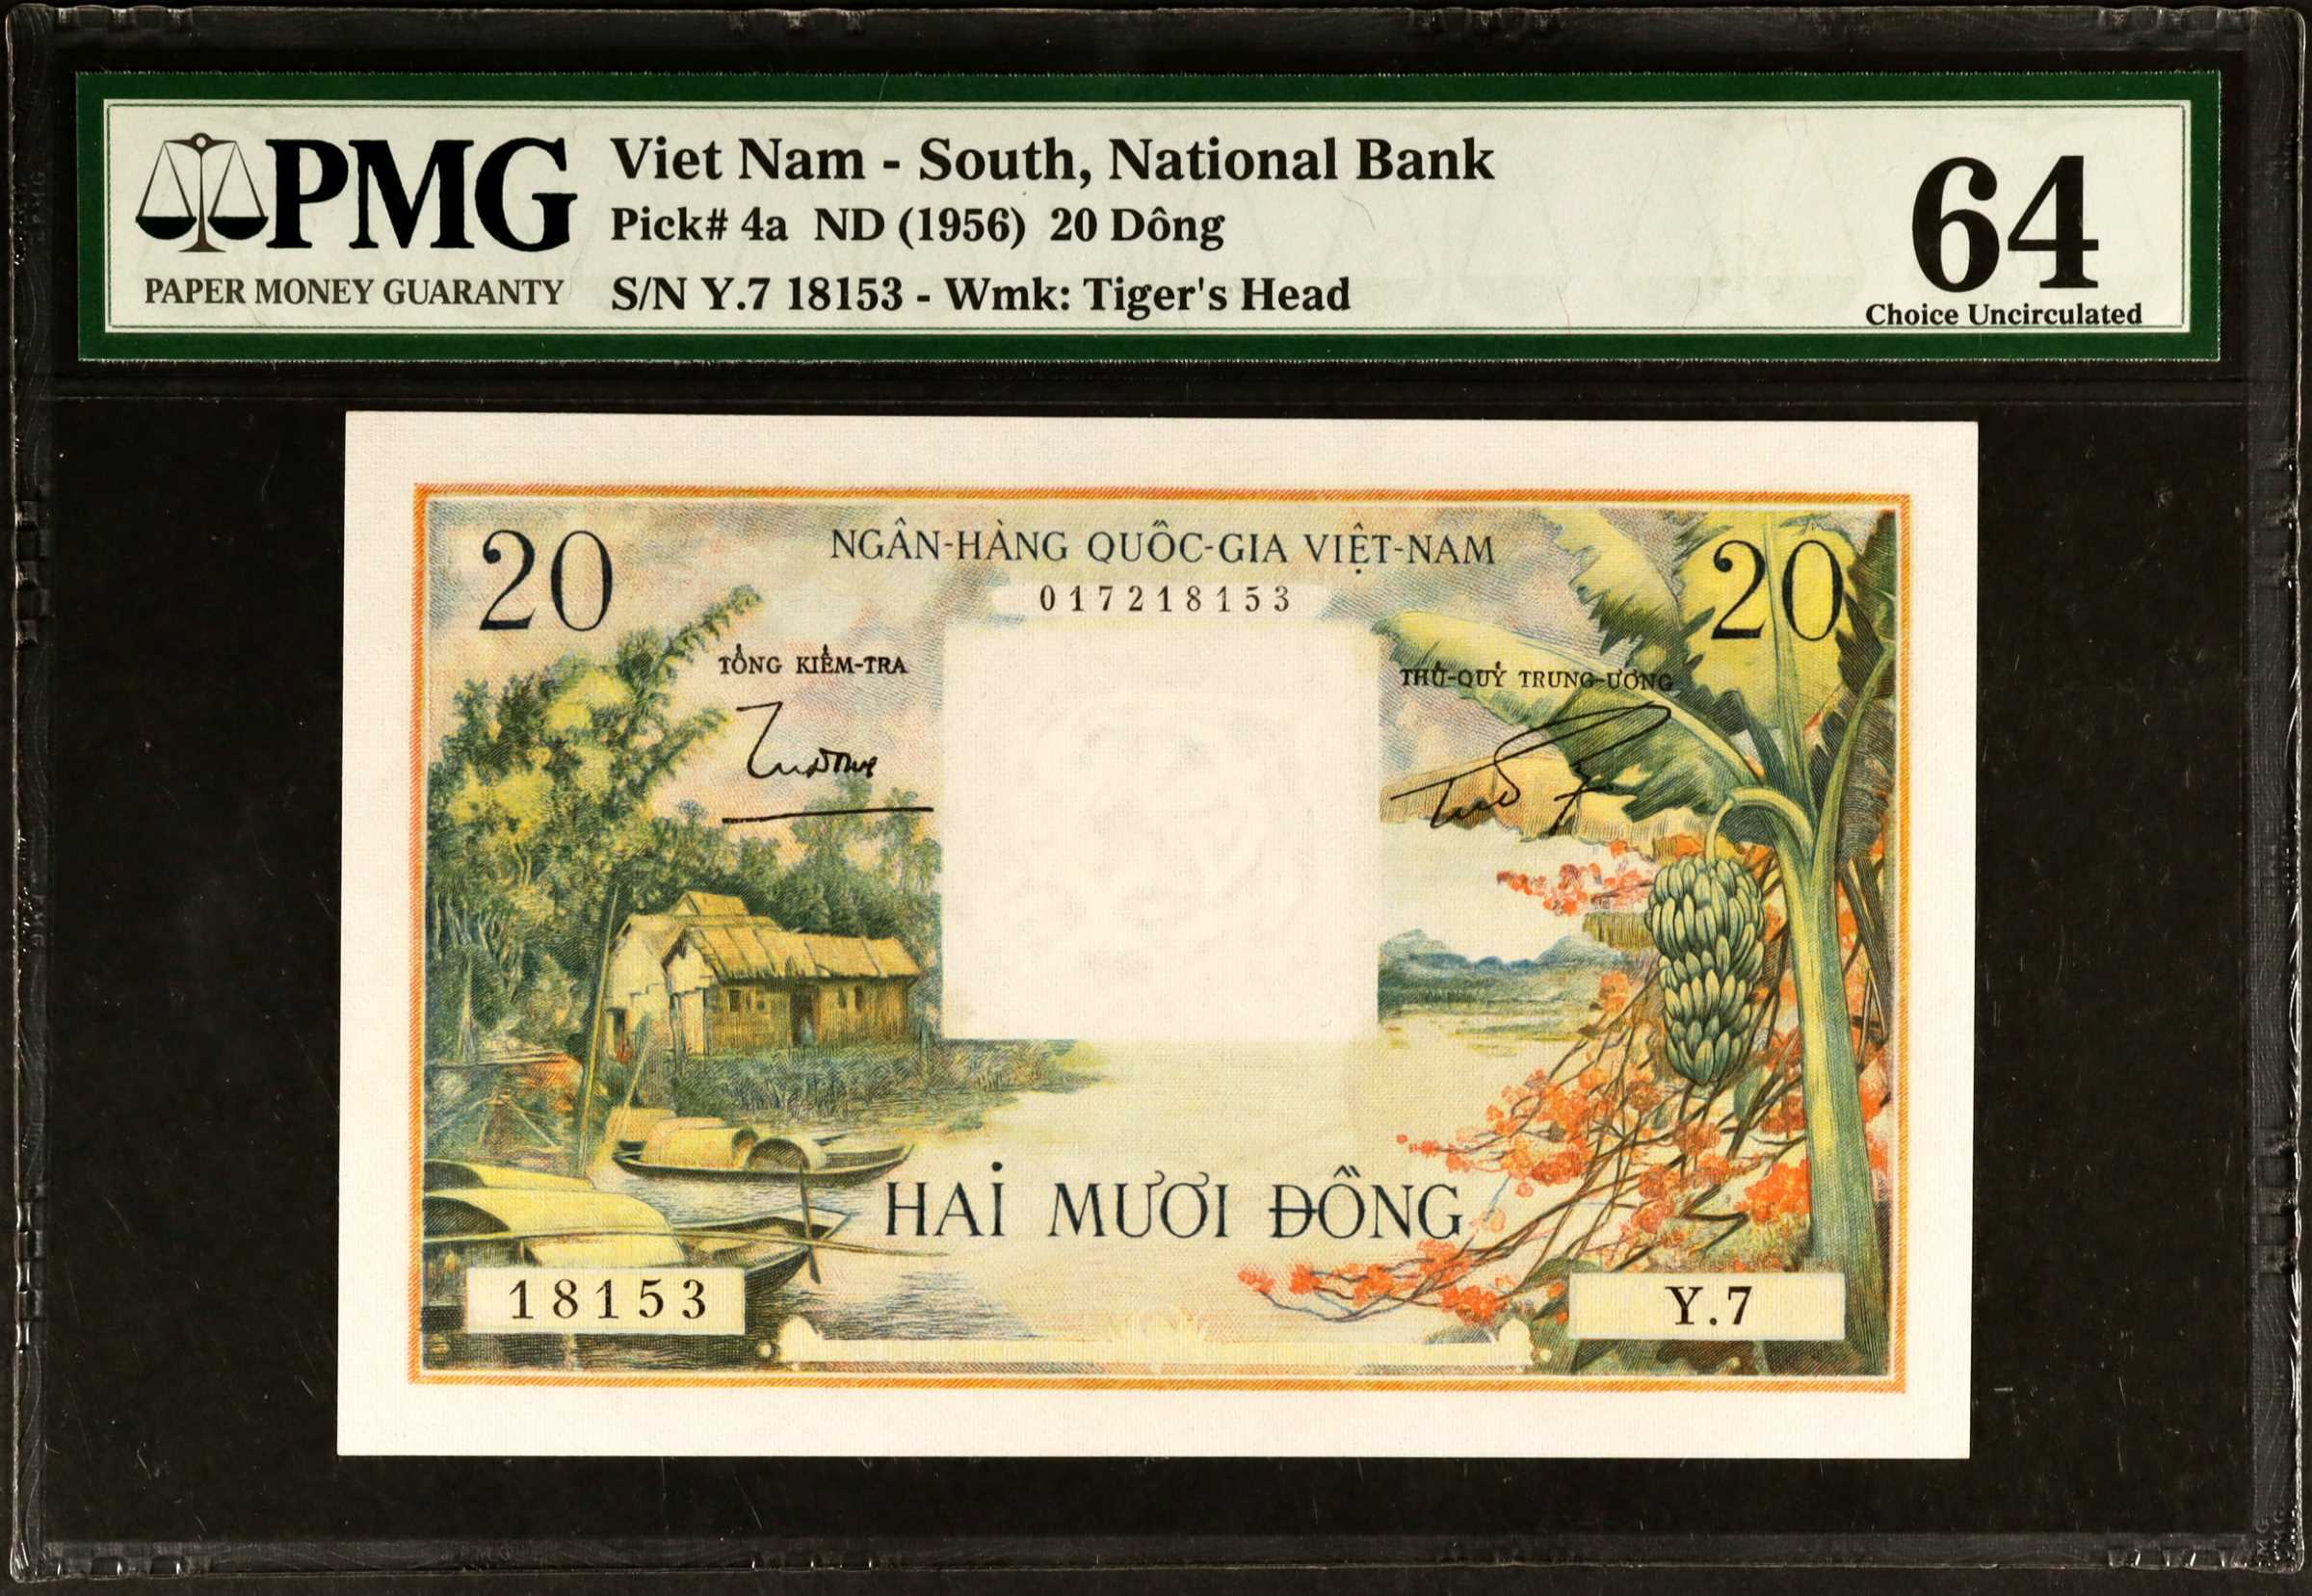 PMG
PAPER MONEY GUARANTY
Viet Nam - South, National Bank
Pick# 4a ND (1956) 20 Dông
S/N Y.7 18153 - Wmk: Tiger's Head
64
Choice Uncirculated
20
NGÂN-HÀNG QUỐC-GIA VIỆT-NAM
20
017218153
TỔNG KIỂM-TRA
THỦ-QUỸ TRUNG-ƯƠNG
HAI MƯƠI ĐỒNG
18153
Y.7